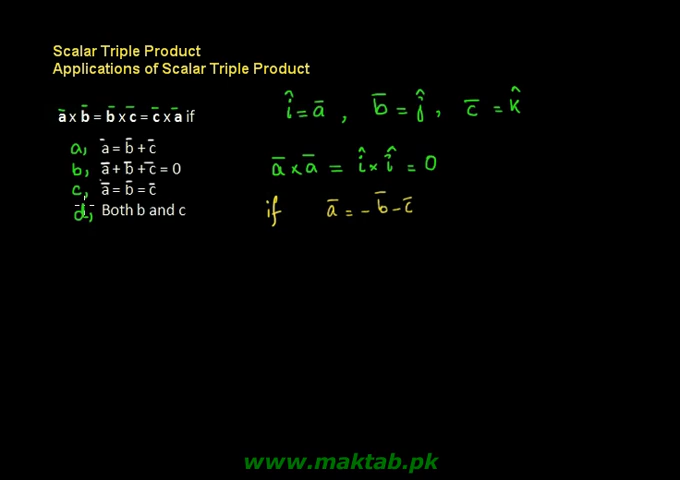 Scalar Triple Product
Applications of Scalar Triple Product
a̅ x b̅ = b̅ x c̅ = c̅ x a̅ if
î = a̅ , b̅ = ĵ , c̅ = k̂
a, a̅ = b̅ + c̅
b, a̅ + b̅ + c̅ = 0
a̅ × a̅ = î × î = 0
c, a̅ = b̅ = c̅
d, Both b and c
if a̅ = - b̅ - c̅
www.maktab.pk